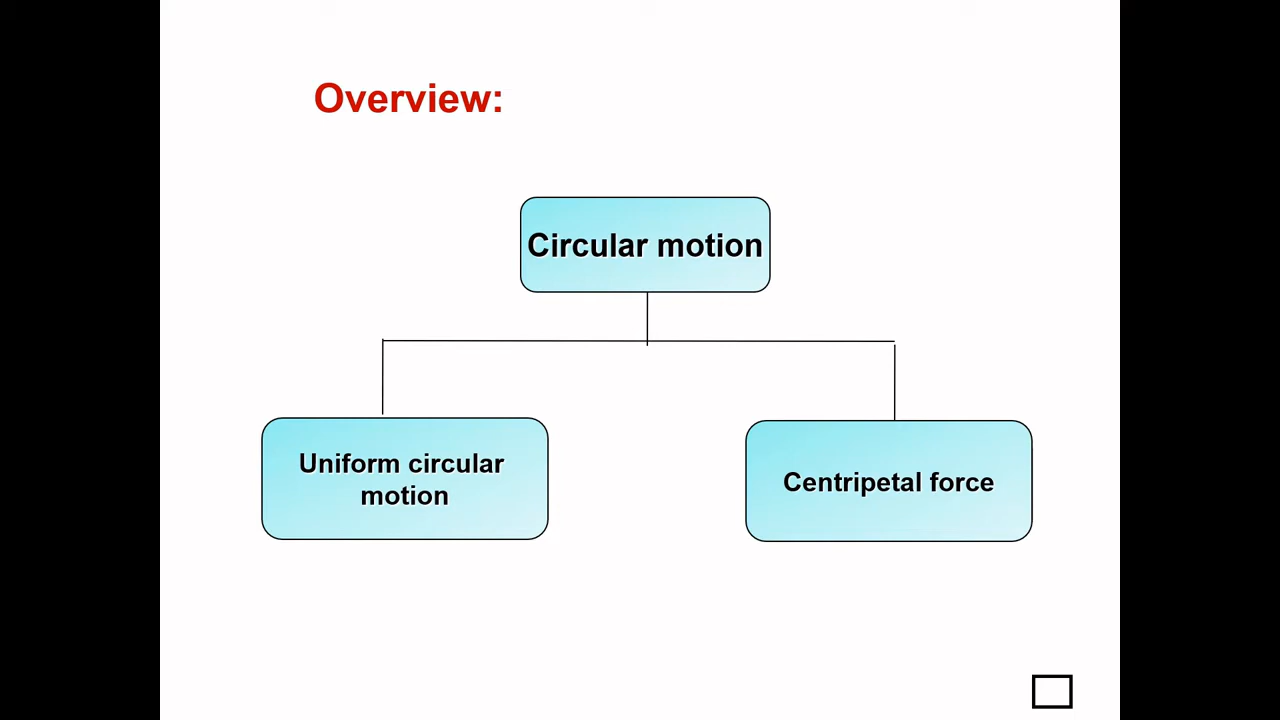 Overview:
Circular motion
Uniform circular
motion
Centripetal force